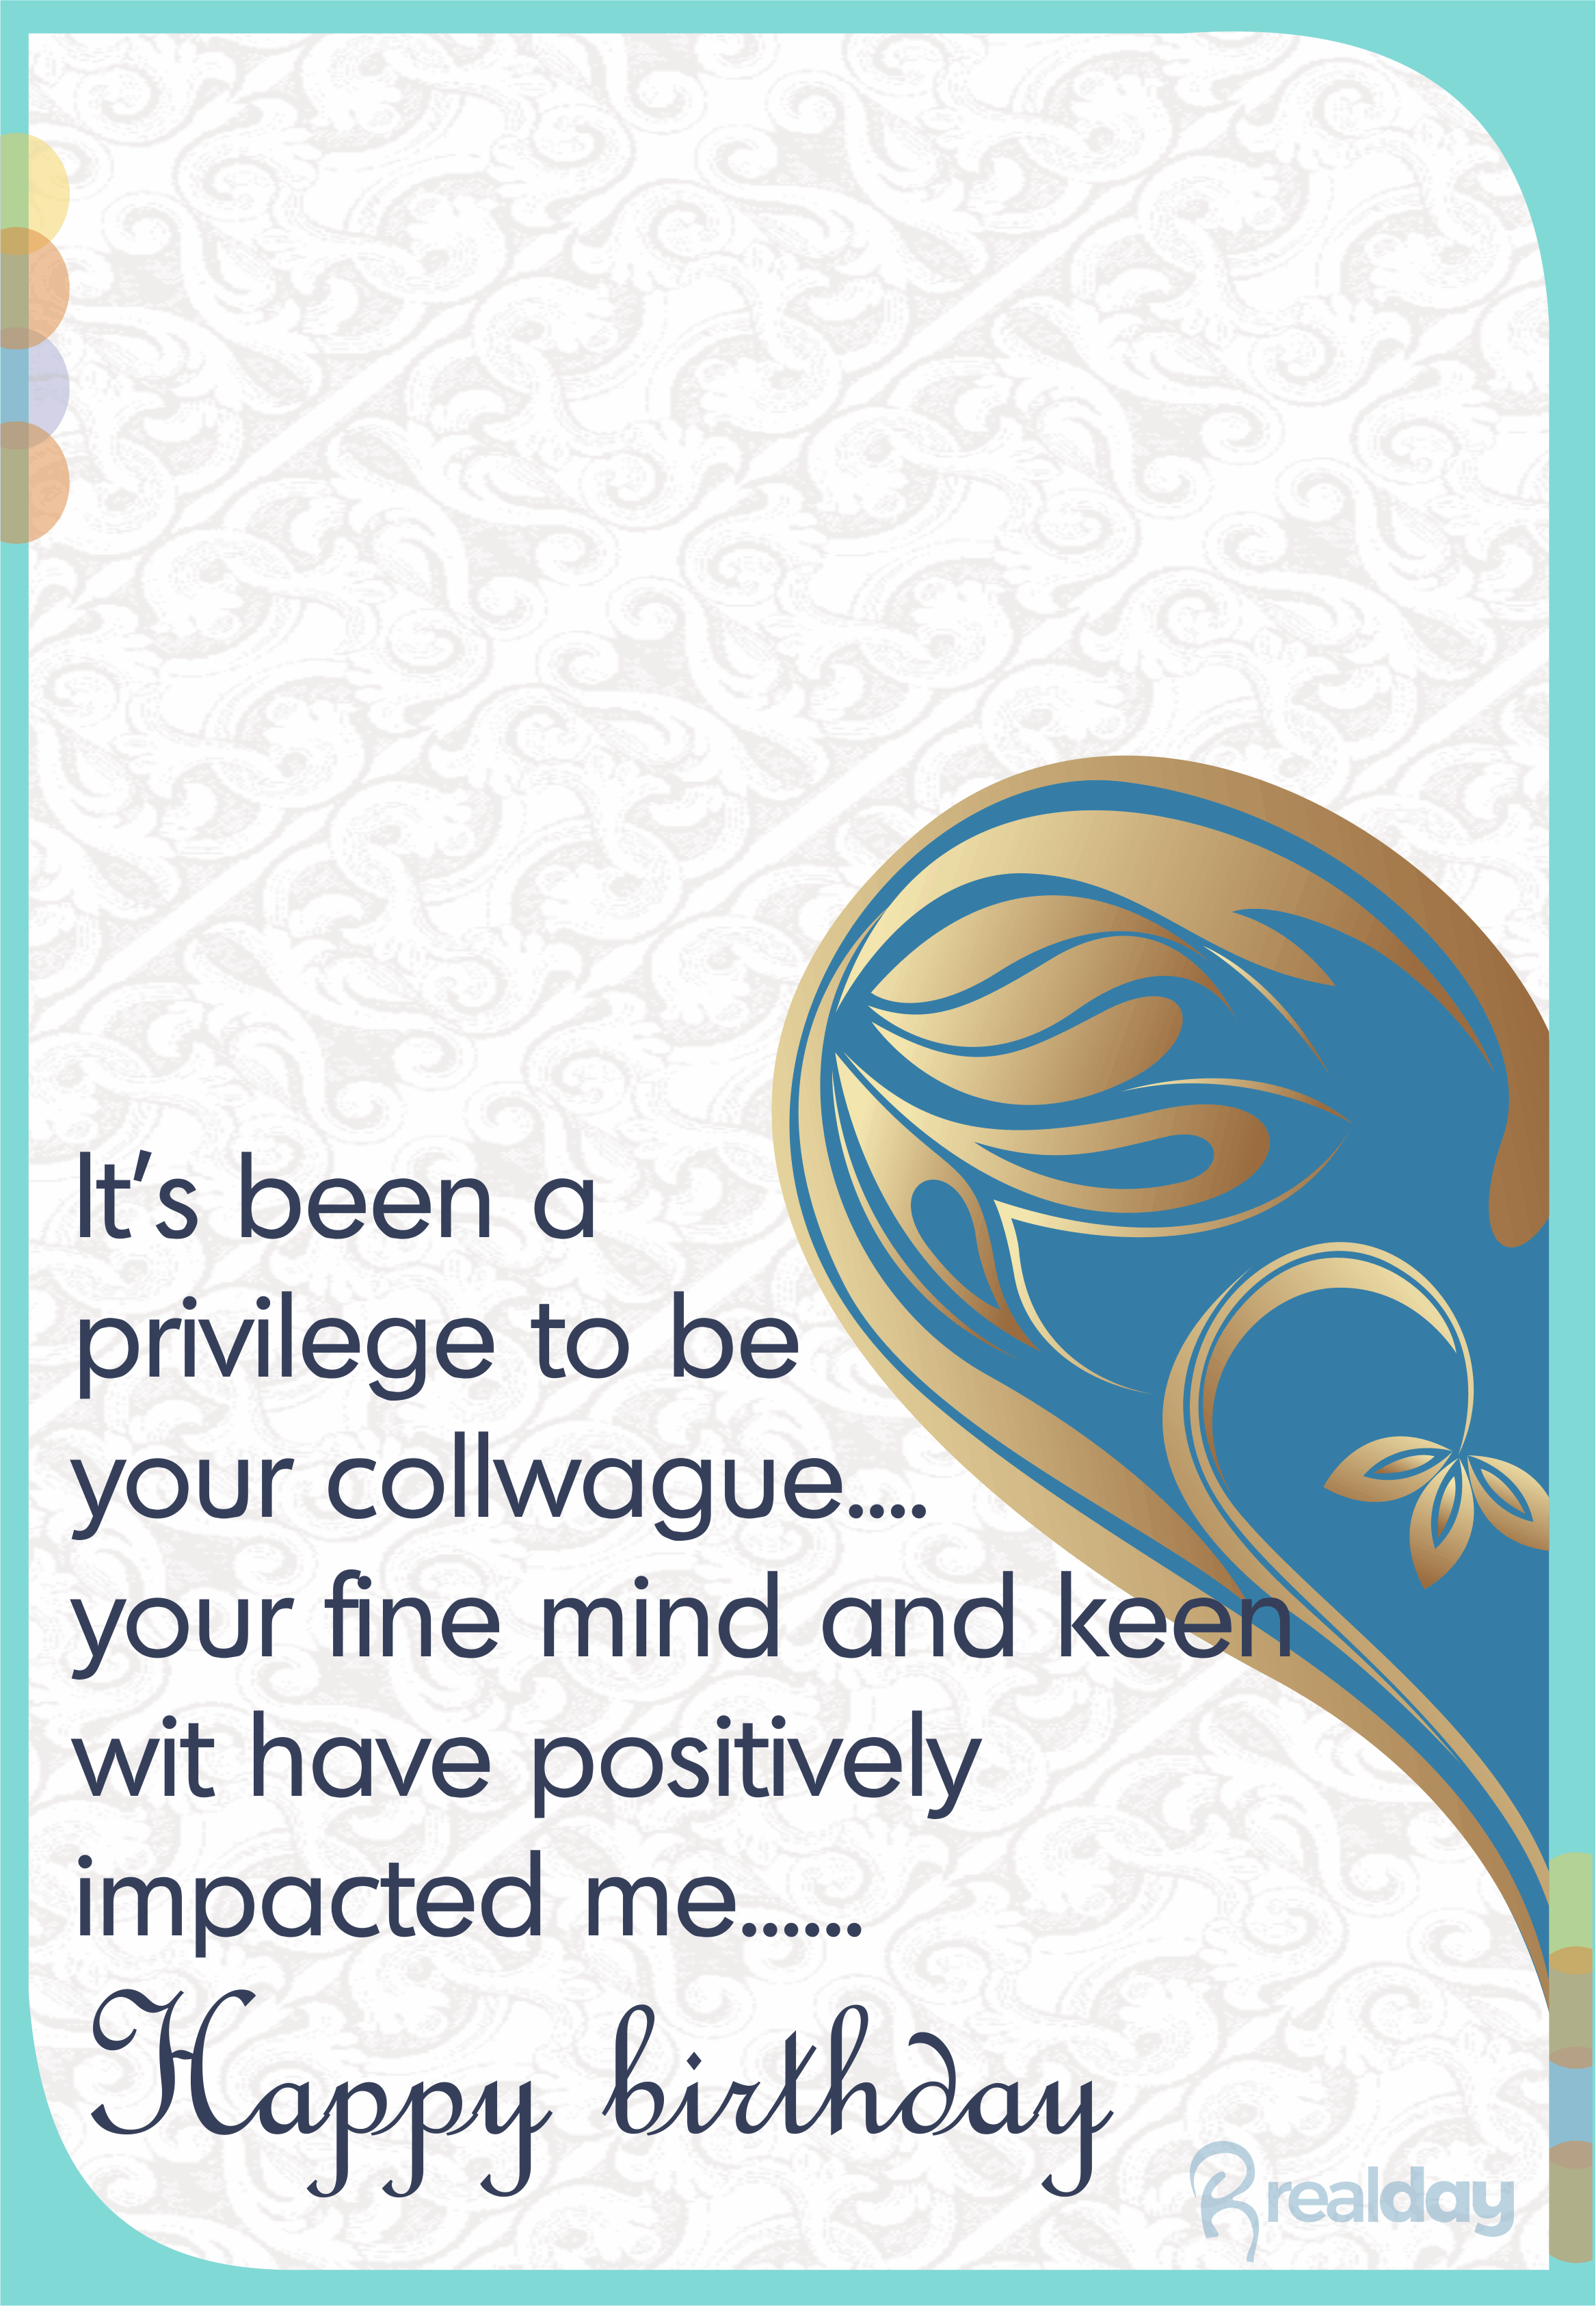 It's been a
privilege to be
your collwague....
your fine mind and keen
wit have positively
impacted me......
Happy birthday
realday